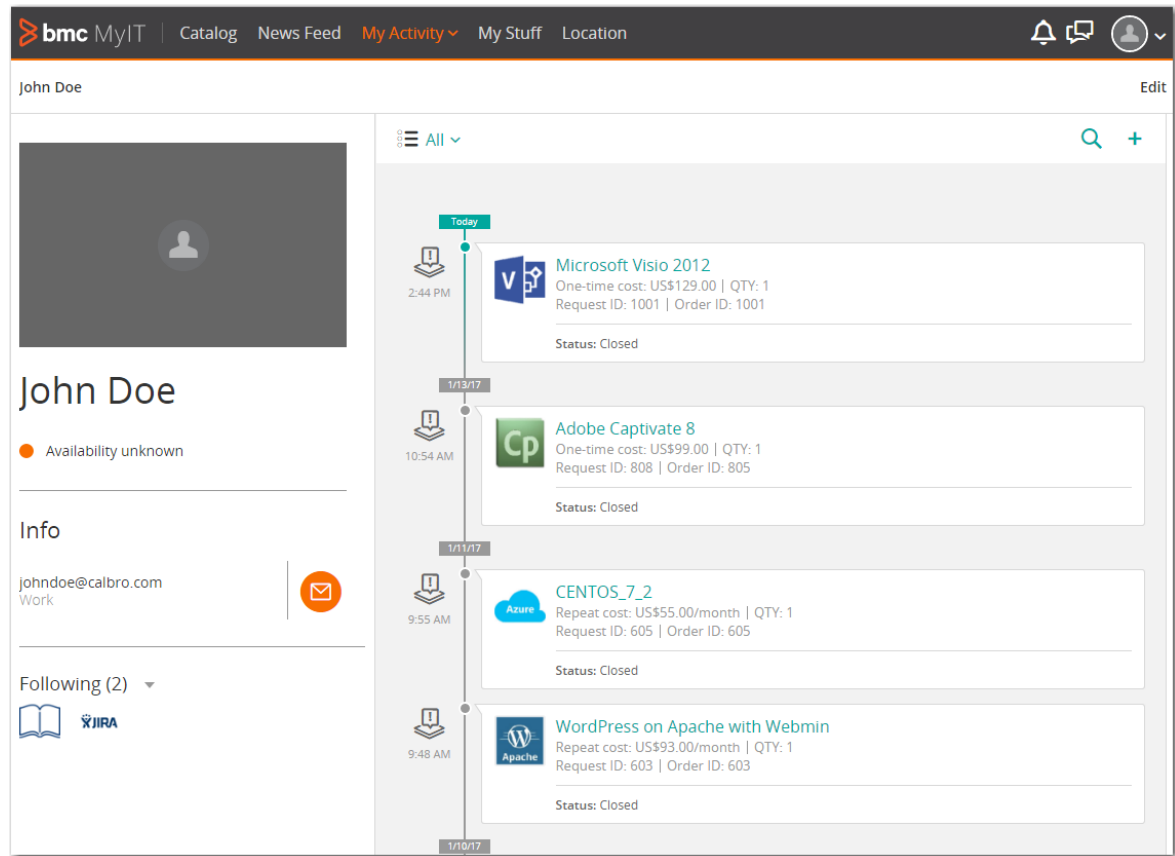 bmc MyIT Catalog News Feed My Activity My Stuff Location
John Doe Edit
All
John Doe
Availability unknown
Info
johndoe@calbro.com
Work
Following (2)
JIRA
Today
2:44 PM
Microsoft Visio 2012
One-time cost: US$129.00 | QTY: 1
Request ID: 1001 | Order ID: 1001
Status: Closed
1/13/17
10:54 AM
Cp
Adobe Captivate 8
One-time cost: US$99.00 | QTY: 1
Request ID: 808 | Order ID: 805
Status: Closed
1/11/17
9:55 AM
Azure
CENTOS_7_2
Repeat cost: US$55.00/month | QTY: 1
Request ID: 605 | Order ID: 605
Status: Closed
9:48 AM
W
Apache
WordPress on Apache with Webmin
Repeat cost: US$93.00/month | QTY: 1
Request ID: 603 | Order ID: 603
Status: Closed
1/10/17